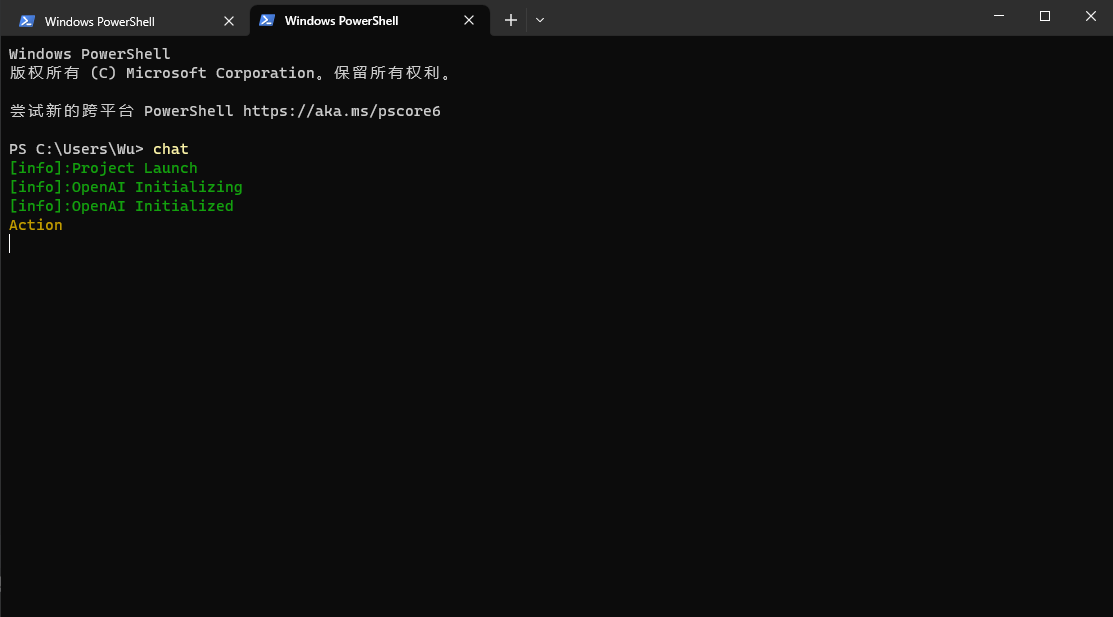 Windows PowerShell
Windows PowerShell
Windows PowerShell
版权所有 (C) Microsoft Corporation。保留所有权利。
尝试新的跨平台 PowerShell https://aka.ms/pscore6
PS C:\Users\Wu> chat
[info]:Project Launch
[info]:OpenAI Initializing
[info]:OpenAI Initialized
Action